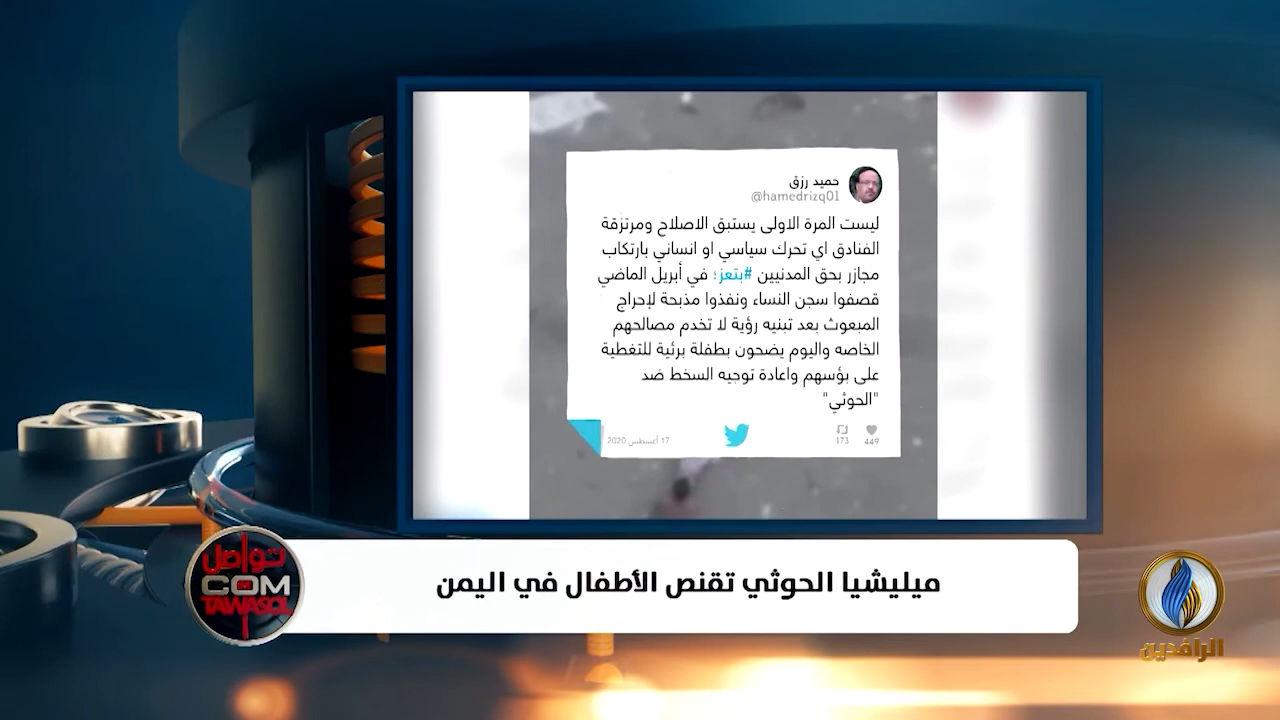 حميد رزق
@hamedrizq01
ليست المرة الاولى يستبق الاصلاح ومرتزقة
الفنادق اي تحرك سياسي او انساني بارتكاب
مجازر بحق المدنيين #بتعز؛ في أبريل الماضي
قصفوا سجن النساء ونفذوا مذبحة لإحراج
المبعوث بعد تبنيه رؤية لا تخدم مصالحهم
الخاصه واليوم يضحون بطفلة برئية للتغطية
على بؤسهم واعادة توجيه السخط ضد
"الحوثي"
449 173 17 أغسطس 2020
ميليشيا الحوثي تقنص الأطفال في اليمن
تواصل
COM
TAWASOL
الرافدين